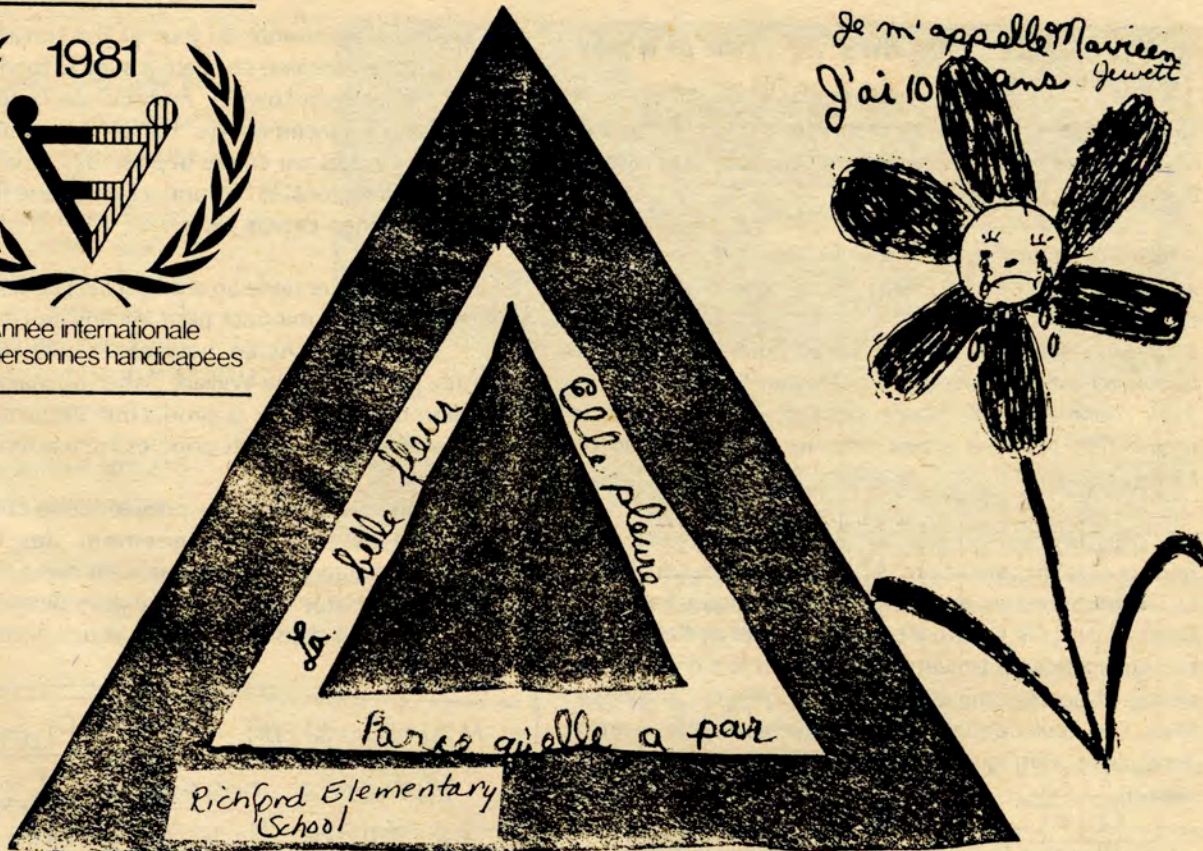 1981
Année internationale
personnes handicapées
Je m'appelle Maureen
Jewett
J'ai 10 ans
La belle fleur
Elle pleure
Parce qu'elle a par
Richford Elementary
School